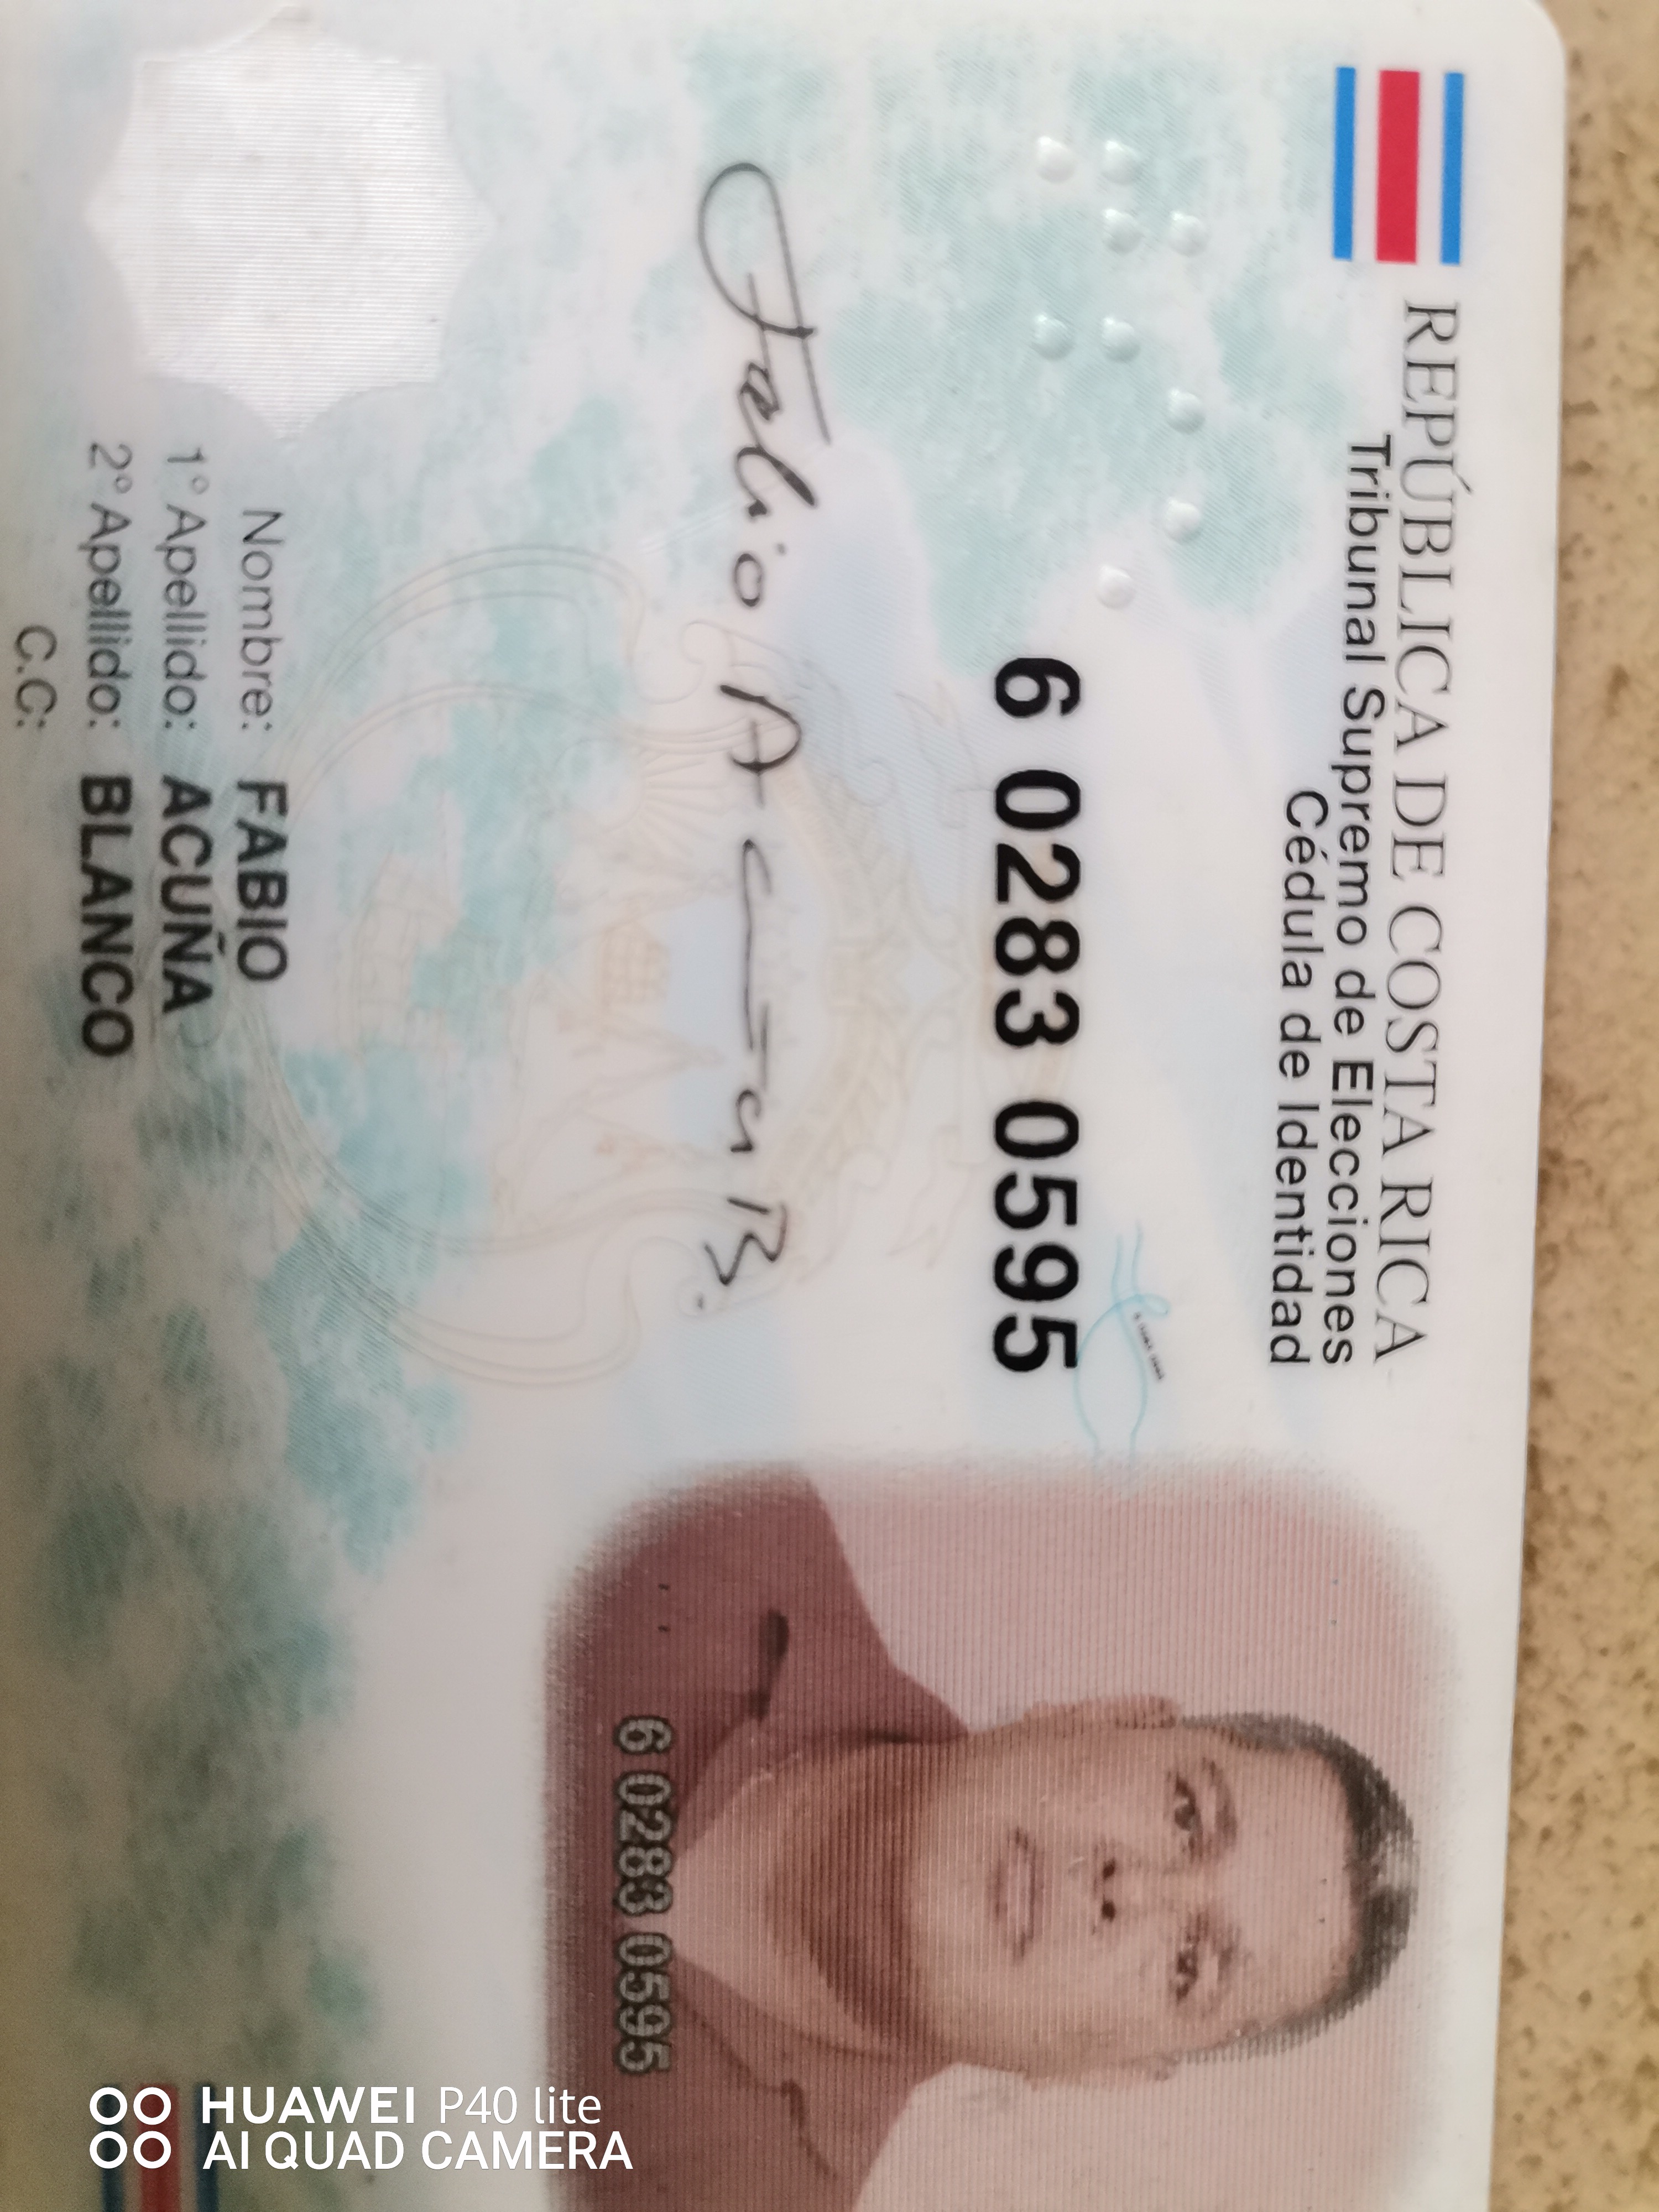 REPÚBLICA DE COSTA RICA
Tribunal Supremo de Elecciones
Cédula de Identidad
6 0283 0595
Fabio Acuña B.
6 0283 0595
Nombre: FABIO
1° Apellido: ACUÑA
2° Apellido: BLANCO
C.C:
HUAWEI P40 lite
AI QUAD CAMERA